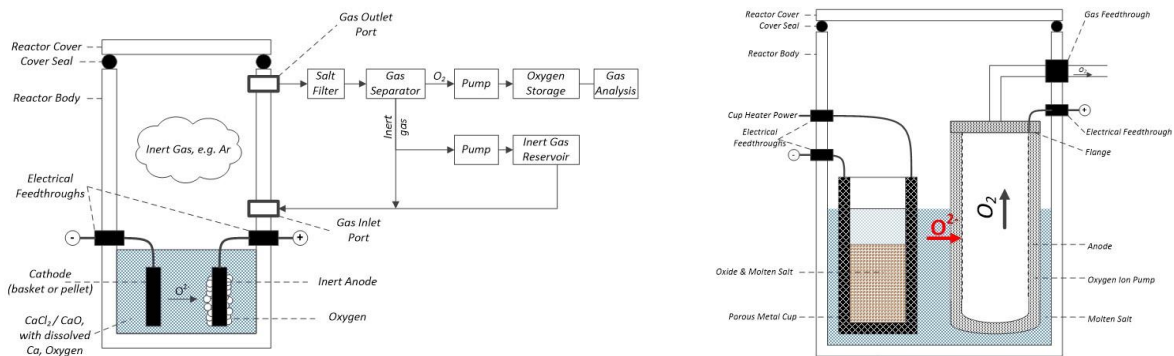 Reactor Cover
Cover Seal
Reactor Body
Inert Gas, e.g. Ar
Electrical
Feedthroughs
-
Cathode
(basket or pellet)
CaCl2 / CaO,
with dissolved
Ca, Oxygen
O2-
Gas Outlet
Port
Salt
Filter
Gas
Separator
O2
Pump
Oxygen
Storage
Gas
Analysis
Inert
gas
Pump
Inert Gas
Reservoir
Gas Inlet
Port
+
Inert Anode
Oxygen
Reactor Cover
Cover Seal
Reactor Body
Cup Heater Power
Electrical
Feedthroughs
-
Oxide & Molten Salt
Porous Metal Cup
O2-
O2
Gas Feedthrough
O2
+
Electrical Feedthrough
Flange
Anode
Oxygen Ion Pump
Molten Salt